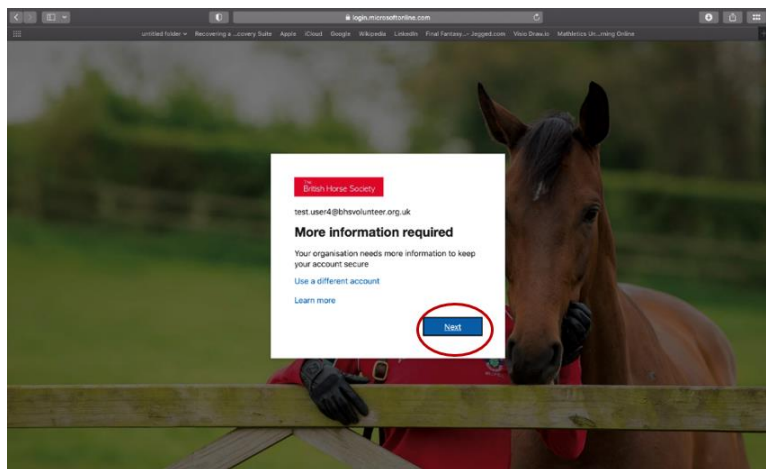 login.microsoftonline.com
untitled folder Recovering a ...covery Suite Apple iCloud Google Wikipedia LinkedIn Final Fantasy... - Jegged.com Visio Draw.io Mathletics Un...ming Online
The
British Horse Society
test.user4@bhsvolunteer.org.uk
More information required
Your organisation needs more information to keep
your account secure
Use a different account
Learn more
Next